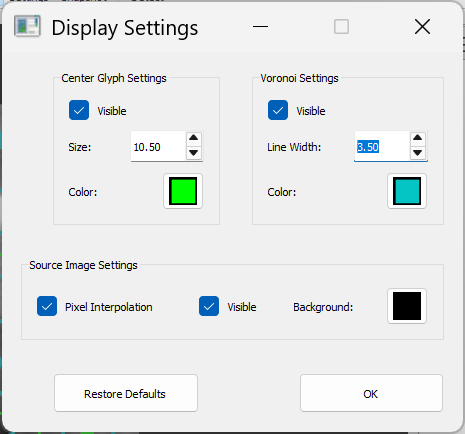 Display Settings
Center Glyph Settings
Voronoi Settings
Visible
Visible
Size:
10.50
Line Width:
3.50
Color:
Color:
Source Image Settings
Pixel Interpolation
Visible
Background:
Restore Defaults
OK